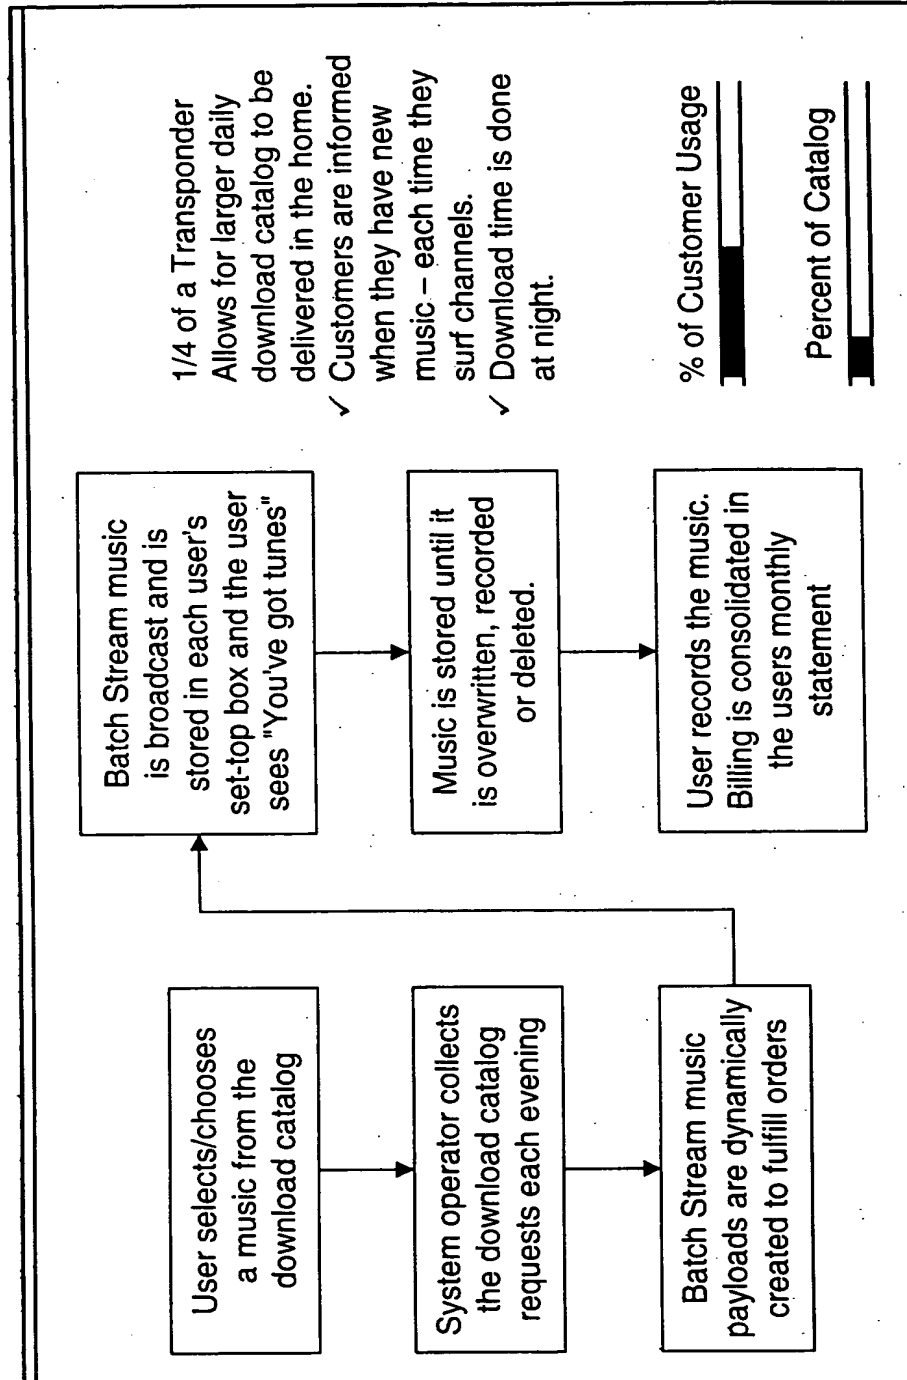 User selects/chooses
a music from the
download catalog
System operator collects
the download catalog
requests each evening
Batch Stream music
payloads are dynamically
created to fulfill orders
Batch Stream music
is broadcast and is
stored in each user's
set-top box and the user
sees "You've got tunes"
Music is stored until it
is overwritten, recorded
or deleted.
User records the music.
Billing is consolidated in
the users monthly
statement
1/4 of a Transponder
Allows for larger daily
download catalog to be
delivered in the home.
✓ Customers are informed
when they have new
music – each time they
surf channels.
✓ Download time is done
at night.
% of Customer Usage
Percent of Catalog